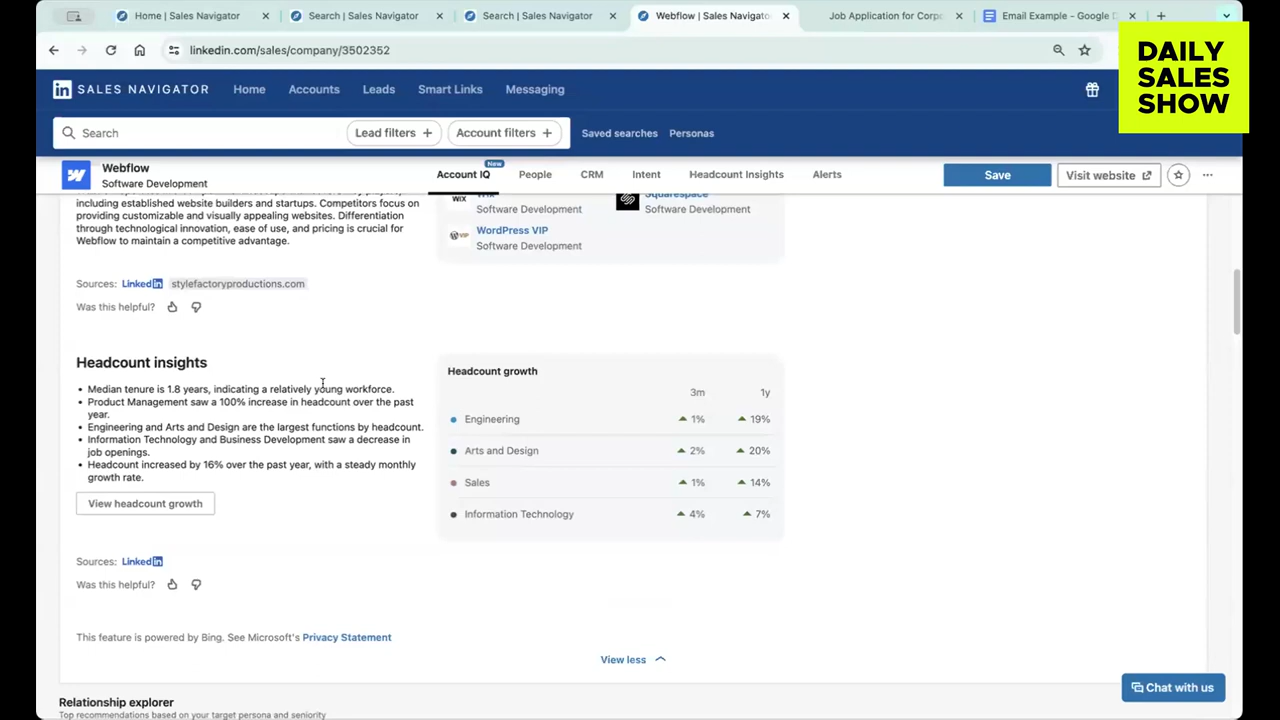 Home | Sales Navigator
Search | Sales Navigator
Search | Sales Navigator
Webflow | Sales Navigato
Job Application for Corpo
Email Example - Google D
linkedin.com/sales/company/3502352
DAILY
SALES
SHOW
in SALES NAVIGATOR
Home
Accounts
Leads
Smart Links
Messaging
Search
Lead filters +
Account filters +
Saved searches
Personas
Webflow
Software Development
New
Account IQ
People
CRM
Intent
Headcount Insights
Alerts
Save
Visit website
including established website builders and startups. Competitors focus on
providing customizable and visually appealing websites. Differentiation
through technological innovation, ease of use, and pricing is crucial for
Webflow to maintain a competitive advantage.
WIX
Wix
Software Development
Squarespace
Software Development
VIP
WordPress VIP
Software Development
Sources: LinkedIn stylefactoryproductions.com
Was this helpful?
Headcount insights
• Median tenure is 1.8 years, indicating a relatively young workforce.
• Product Management saw a 100% increase in headcount over the past
year.
• Engineering and Arts and Design are the largest functions by headcount.
• Information Technology and Business Development saw a decrease in
job openings.
• Headcount increased by 16% over the past year, with a steady monthly
growth rate.
View headcount growth
Headcount growth
3m 1y
Engineering 1% 19%
Arts and Design 2% 20%
Sales 1% 14%
Information Technology 4% 7%
Sources: LinkedIn
Was this helpful?
This feature is powered by Bing. See Microsoft's Privacy Statement
View less
Relationship explorer
Top recommendations based on your target persona and seniority
Chat with us